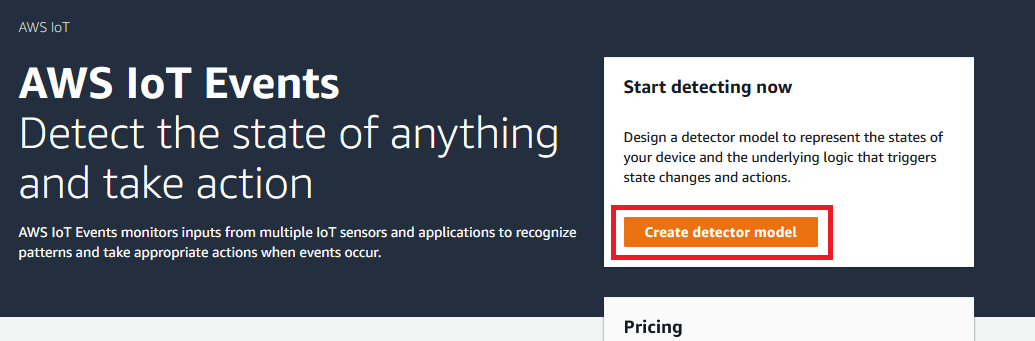 AWS IoT
AWS IoT Events
Detect the state of anything
and take action
AWS IoT Events monitors inputs from multiple IoT sensors and applications to recognize
patterns and take appropriate actions when events occur.
Start detecting now
Design a detector model to represent the states of
your device and the underlying logic that triggers
state changes and actions.
Create detector model
Pricing